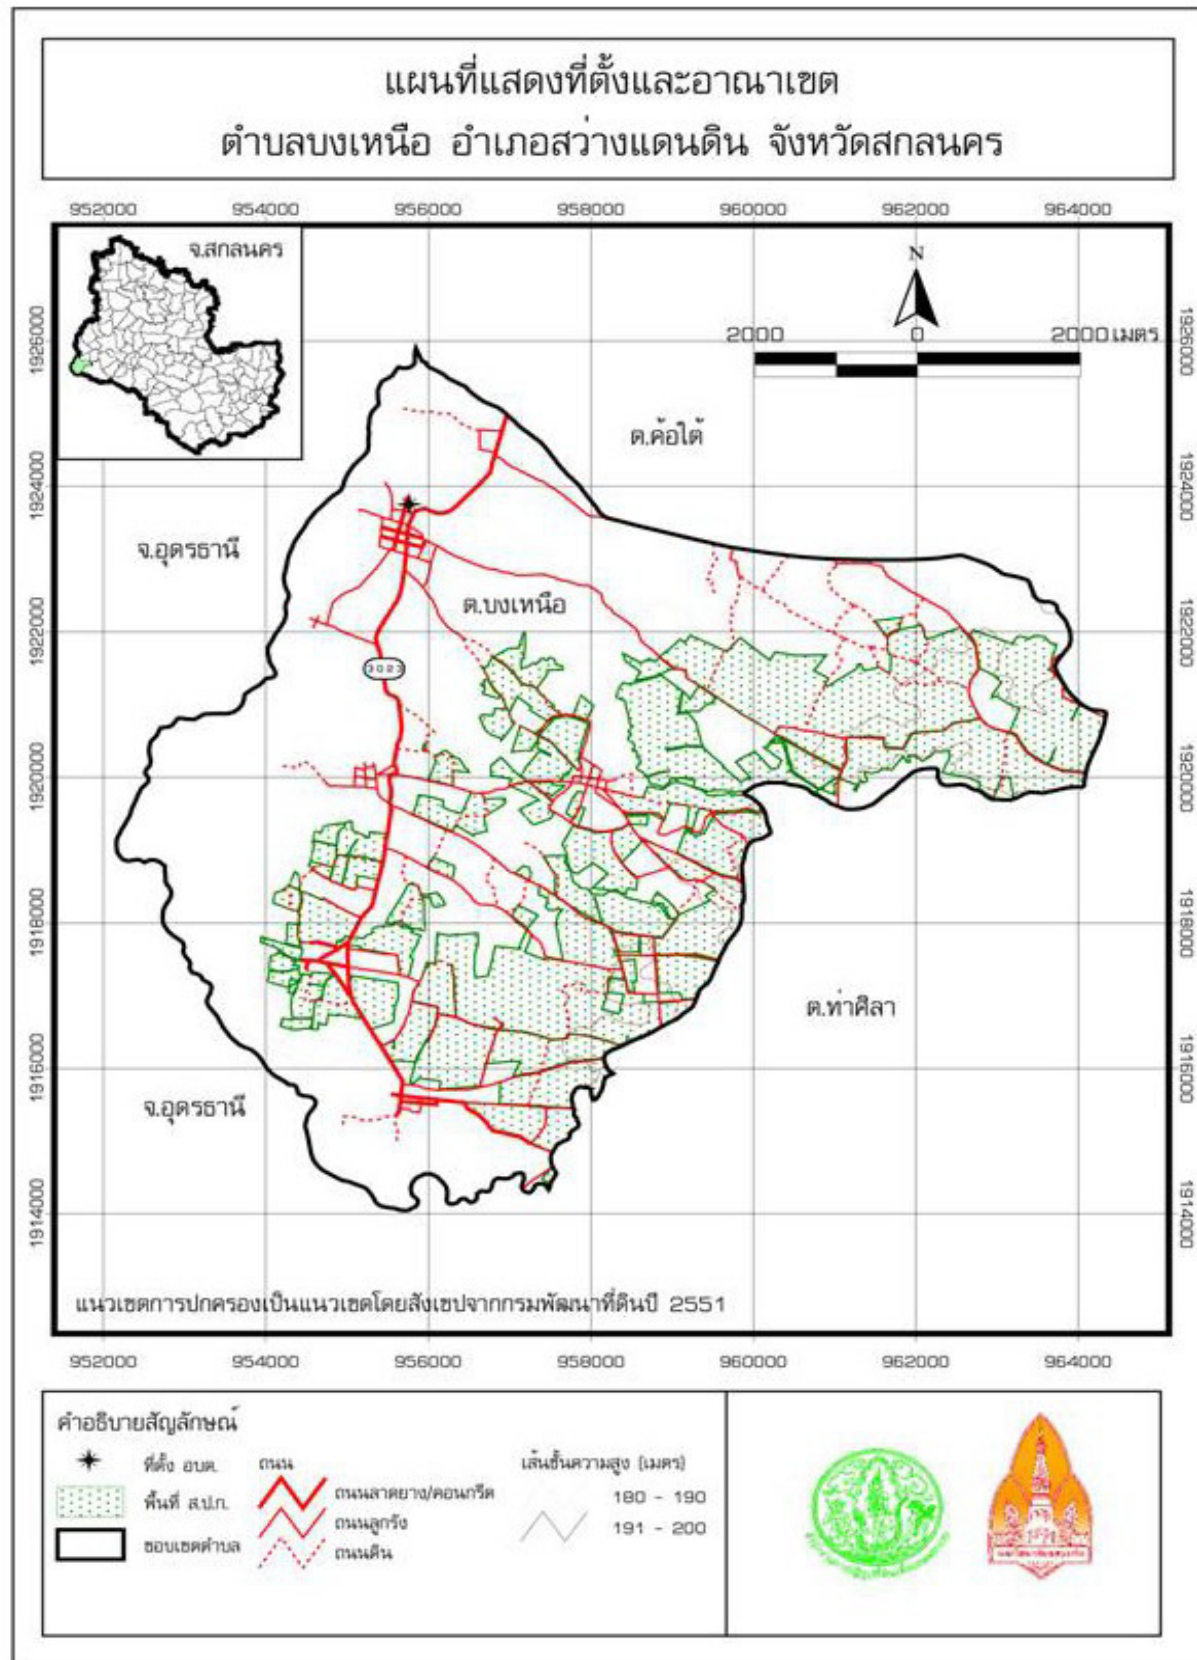 แผนที่แสดงที่ตั้งและอาณาเขต
ตำบลบงเหนือ อำเภอสว่างแดนดิน จังหวัดสกลนคร
952000 954000 956000 958000 960000 962000 964000
จ.สกลนคร
N
2000 0 2000 เมตร
1926000 1926000
ต.ค้อใต้
1924000 1924000
จ.อุดรธานี
ต.บงเหนือ
1922000 1922000
3023
1920000 1920000
1918000 1918000
ต.ท่าศิลา
1916000 1916000
จ.อุดรธานี
1914000 1914000
แนวเขตการปกครองเป็นแนวเขตโดยสังเขปจากกรมพัฒนาที่ดินปี 2551
952000 954000 956000 958000 960000 962000 964000
คำอธิบายสัญลักษณ์
ที่ตั้ง อบต. ถนน เส้นชั้นความสูง (เมตร)
พื้นที่ ส.ป.ก. ถนนลาดยาง/คอนกรีต 180 - 190
ถนนลูกรัง 191 - 200
ขอบเขตตำบล ถนนดิน